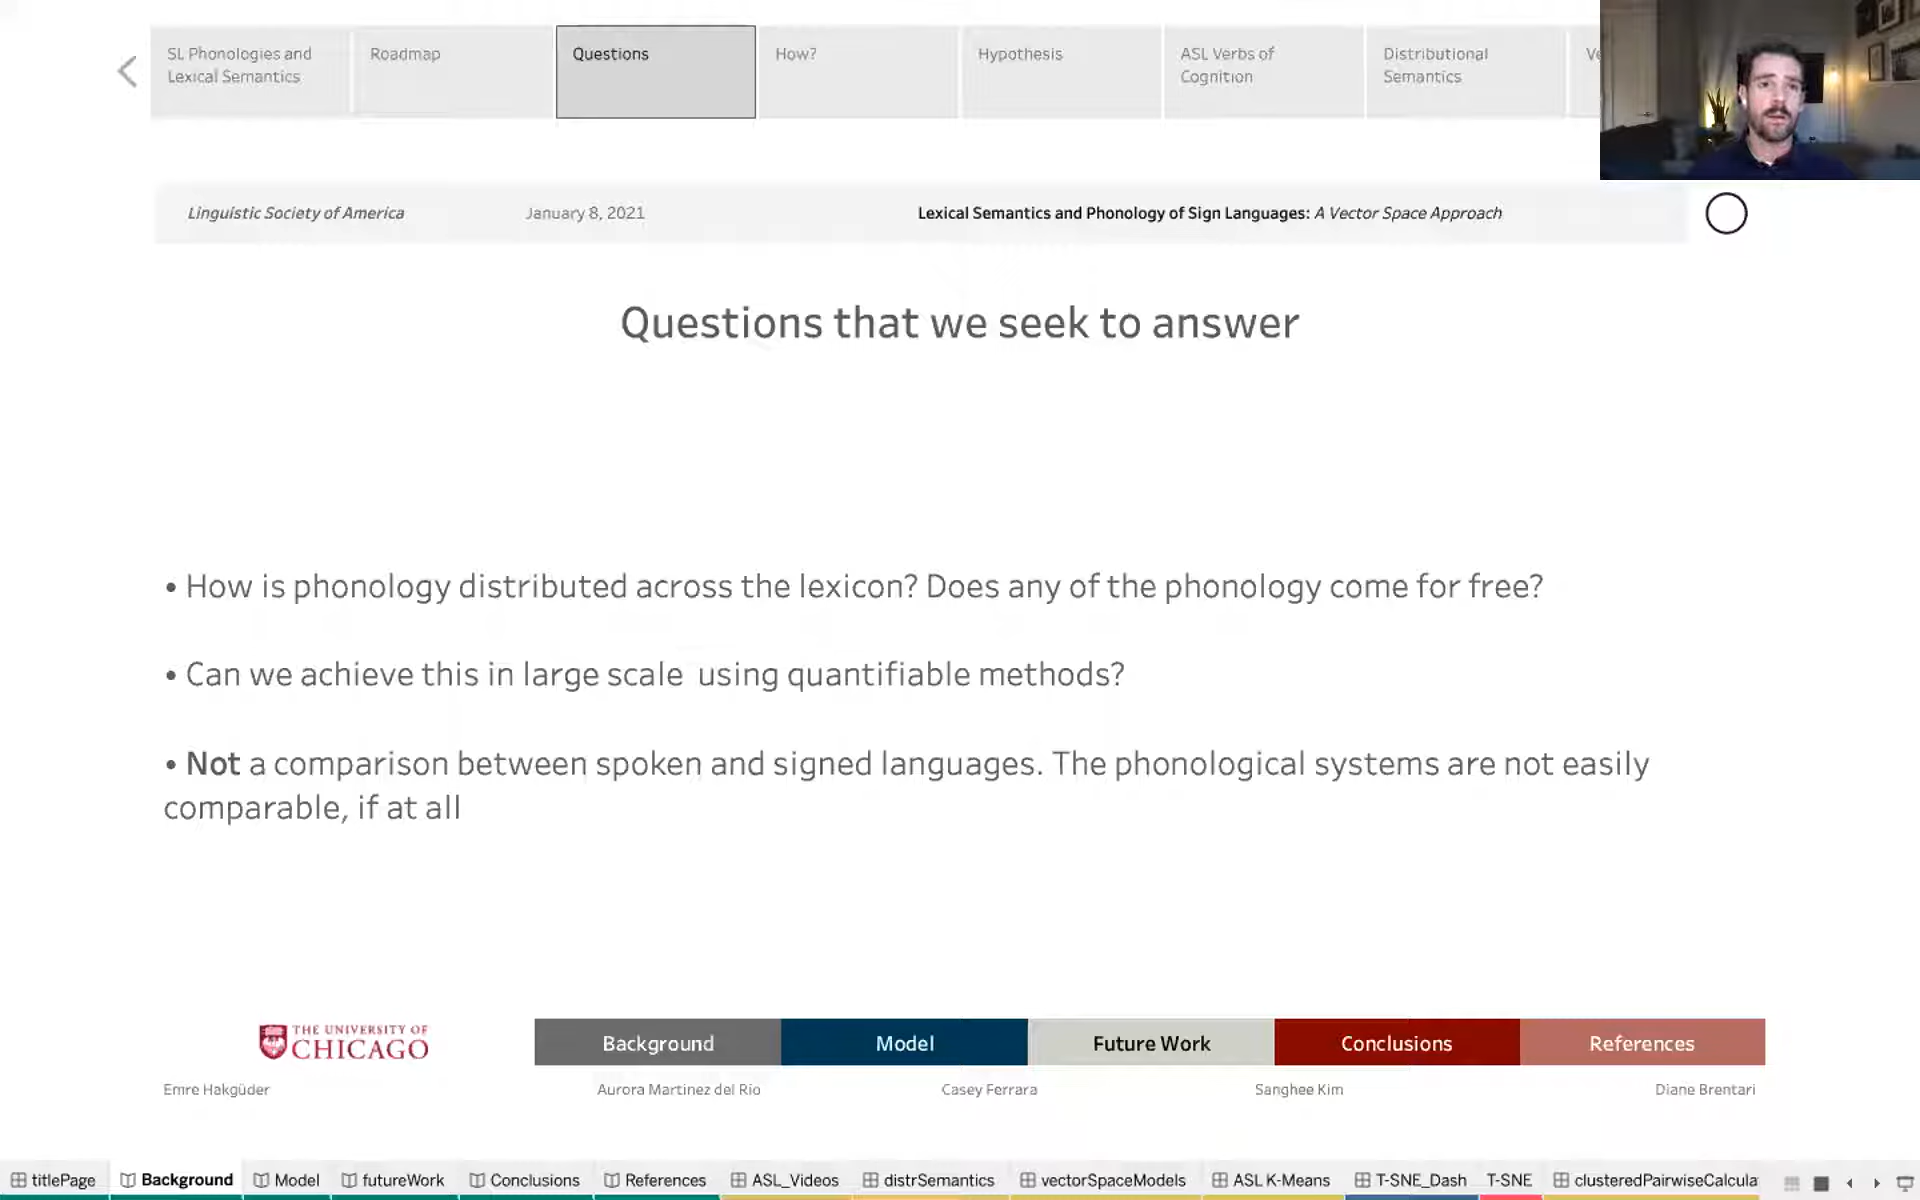 SL Phonologies and
Lexical Semantics
Roadmap
Questions
How?
Hypothesis
ASL Verbs of
Cognition
Distributional
Semantics
Linguistic Society of America
January 8, 2021
Lexical Semantics and Phonology of Sign Languages: A Vector Space Approach
Questions that we seek to answer
• How is phonology distributed across the lexicon? Does any of the phonology come for free?
• Can we achieve this in large scale  using quantifiable methods?
• Not a comparison between spoken and signed languages. The phonological systems are not easily
comparable, if at all
THE UNIVERSITY OF
CHICAGO
Background
Model
Future Work
Conclusions
References
Emre Hakgüder
Aurora Martinez del Rio
Casey Ferrara
Sanghee Kim
Diane Brentari
titlePage
Background
Model
futureWork
Conclusions
References
ASL_Videos
distrSemantics
vectorSpaceModels
ASL K-Means
T-SNE_Dash
T-SNE
clusteredPairwiseCalcula